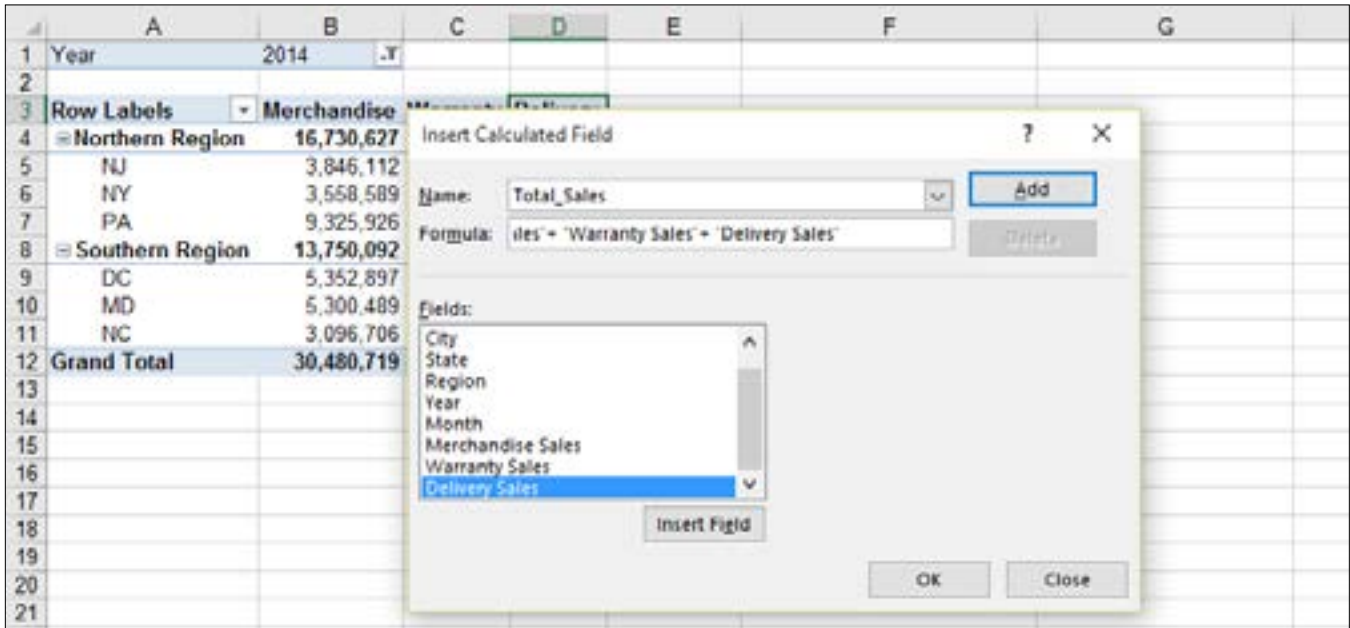 A B C D E F G
1 Year 2014
2
3 Row Labels Merchandise Warranty Delivery
4 Northern Region 16,730,627
5 NJ 3,846,112
6 NY 3,558,589
7 PA 9,325,926
8 Southern Region 13,750,092
9 DC 5,352,897
10 MD 5,300,489
11 NC 3,096,706
12 Grand Total 30,480,719
13
14
15
16
17
18
19
20
21
Insert Calculated Field ? X
Name: Total_Sales Add
Formula: les'+ 'Warranty Sales'+ 'Delivery Sales' Delete
Fields:
City
State
Region
Year
Month
Merchandise Sales
Warranty Sales
Delivery Sales
Insert Field
OK Close